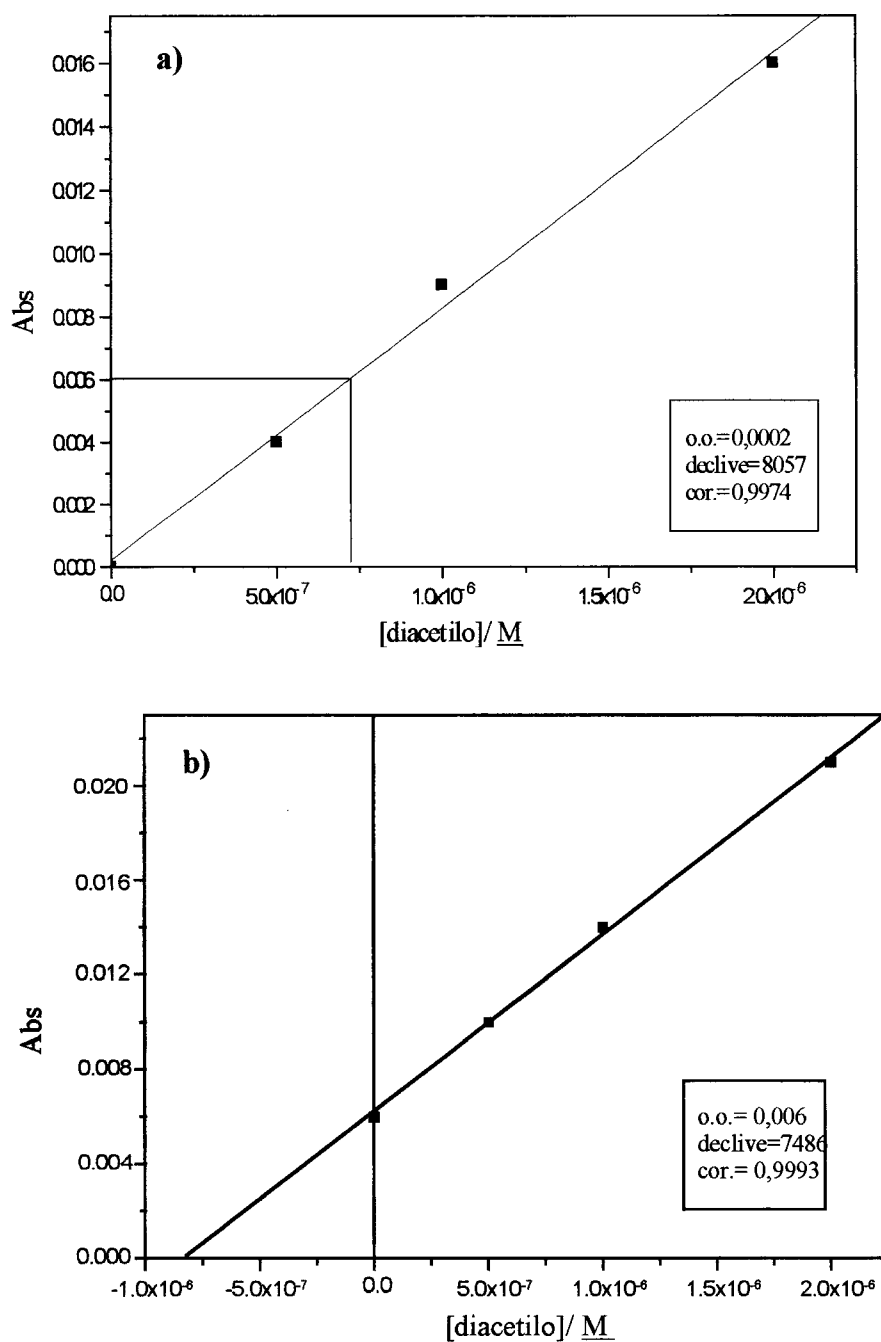 a)
0.016
0.014
0.012
0.010
0.008
0.006
0.004
0.002
0.000
Abs
o.o.=0,0002
declive=8057
cor.=0,9974
0.0 5.0x10⁻⁷ 1.0x10⁻⁶ 1.5x10⁻⁶ 2.0x10⁻⁶
[diacetilo]/ M
b)
0.020
0.016
0.012
0.008
0.004
0.000
Abs
o.o.= 0,006
declive=7486
cor.= 0,9993
-1.0x10⁻⁶ -5.0x10⁻⁷ 0.0 5.0x10⁻⁷ 1.0x10⁻⁶ 1.5x10⁻⁶ 2.0x10⁻⁶
[diacetilo]/ M